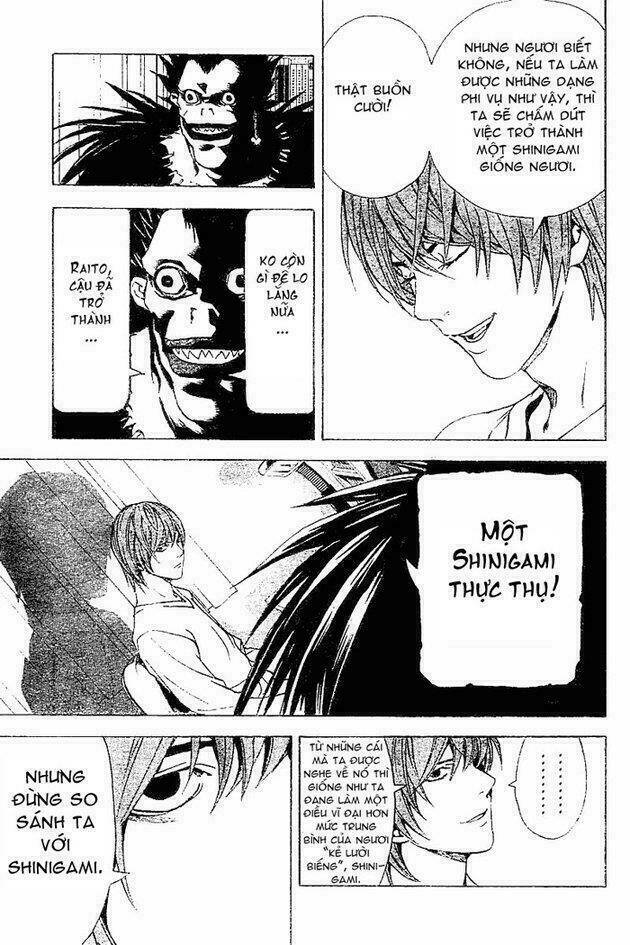 NHƯNG NGƯƠI BIẾT
KHÔNG, NẾU TA LÀM
ĐƯỢC NHỮNG DẠNG
PHI VỤ NHƯ VẬY, THÌ
TA SẼ CHẤM DỨT
VIỆC TRỞ THÀNH
MỘT SHINIGAMI
GIỐNG NGƯƠI.
THẬT BUỒN
CƯỜI!
KO CÒN
GÌ ĐỂ LO
LẮNG
NỮA
...
RAITO,
CẬU ĐÃ
TRỞ
THÀNH
...
MỘT
SHINIGAMI
THỰC THỤ!
........
TỪ NHỮNG CÁI
MÀ TA ĐƯỢC
NGHE VỀ NÓ THÌ
GIỐNG NHƯ TA
ĐANG LÀM MỘT
ĐIỀU VĨ ĐẠI HƠN
MỨC TRUNG
BÌNH CỦA NGƯƠI
"KẺ LƯỜI
BIẾNG", SHINI-
GAMI.
NHƯNG
ĐỪNG SO
SÁNH TA
VỚI
SHINIGAMI.